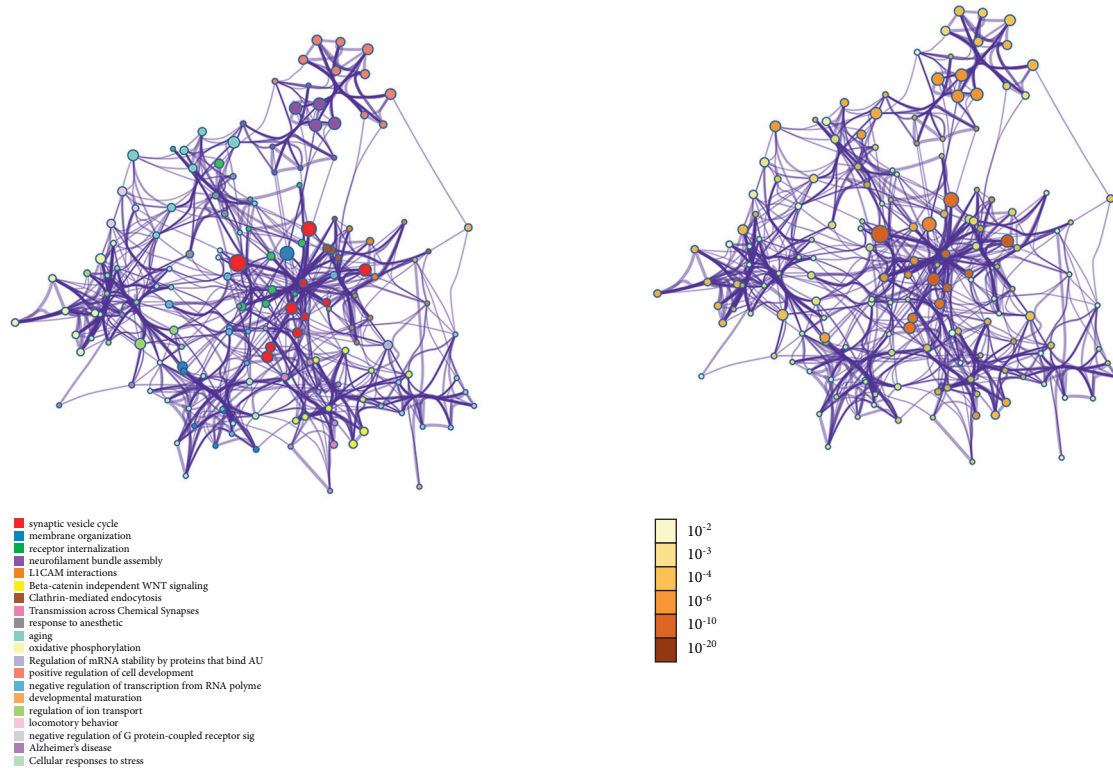 synaptic vesicle cycle
membrane organization
receptor internalization
neurofilament bundle assembly
L1CAM interactions
Beta-catenin independent WNT signaling
Clathrin-mediated endocytosis
Transmission across Chemical Synapses
response to anesthetic
aging
oxidative phosphorylation
Regulation of mRNA stability by proteins that bind AU
positive regulation of cell development
negative regulation of transcription from RNA polyme
developmental maturation
regulation of ion transport
locomotory behavior
negative regulation of G protein-coupled receptor sig
Alzheimer's disease
Cellular responses to stress
10⁻²
10⁻³
10⁻⁴
10⁻⁶
10⁻¹⁰
10⁻²⁰